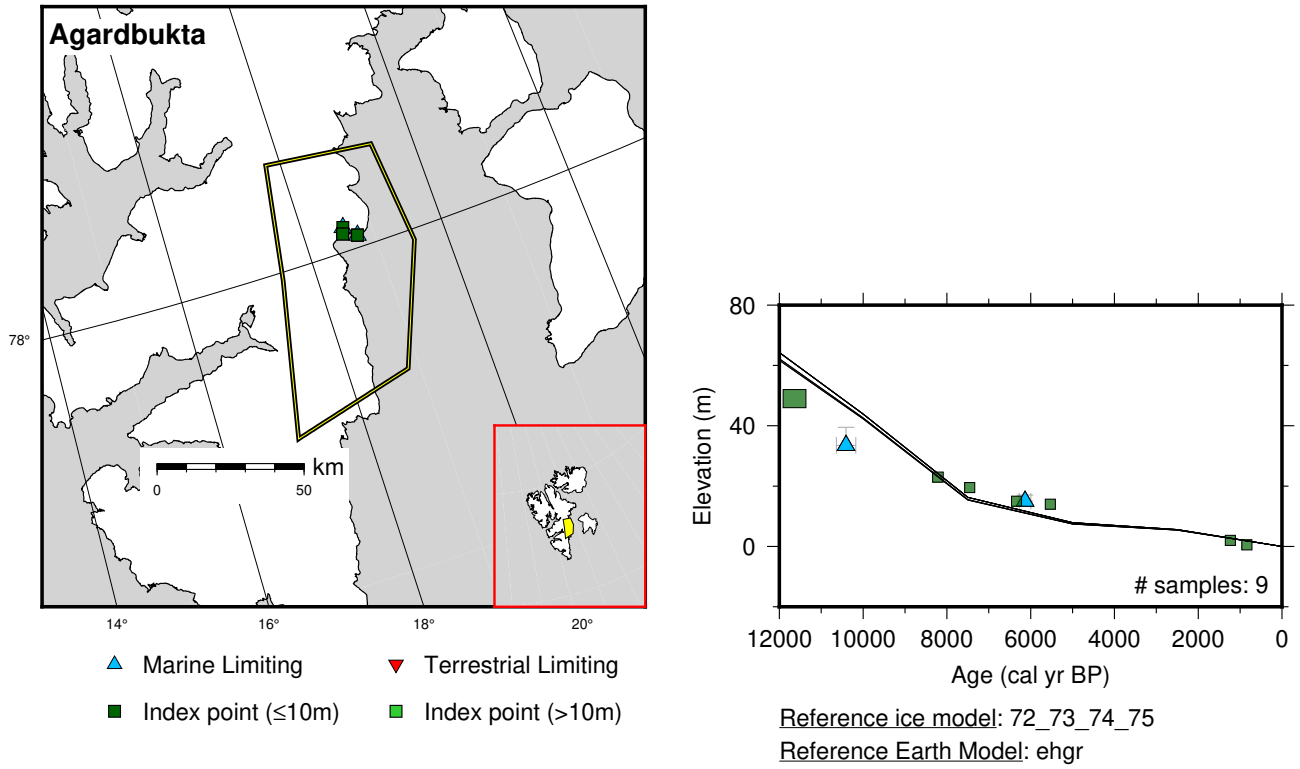 Agardbukta
78°
km
0 50
14° 16° 18° 20°
Marine Limiting
Terrestrial Limiting
Index point (≤10m)
Index point (>10m)
80
40
0
Elevation (m)
# samples: 9
12000 10000 8000 6000 4000 2000 0
Age (cal yr BP)
Reference ice model: 72_73_74_75
Reference Earth Model: ehgr